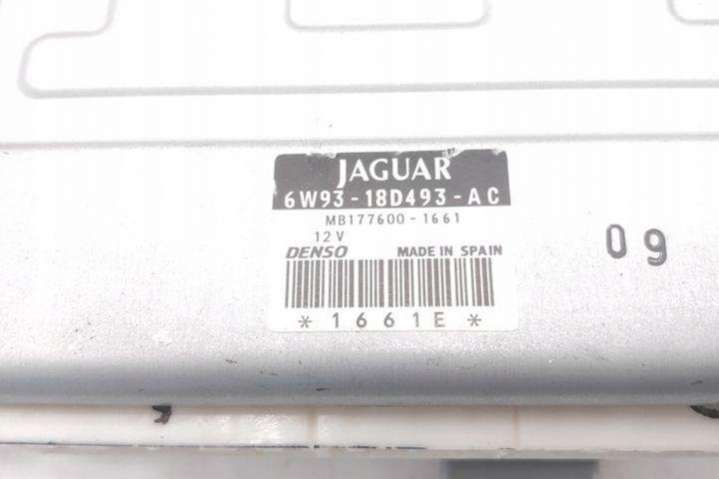 JAGUAR
6W93-18D493-AC
MB177600-1661
12V
DENSO MADE IN SPAIN
*1661E*
09